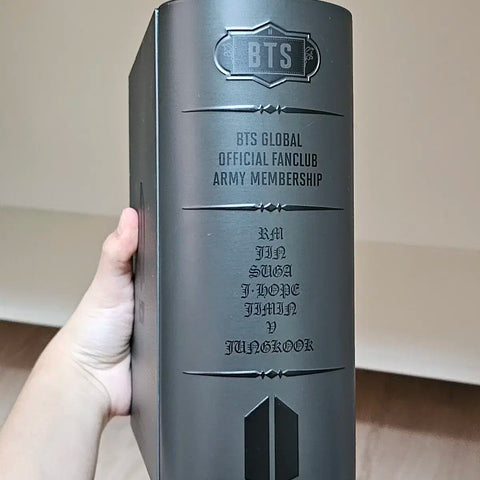 BTS
BTS GLOBAL
OFFICIAL FANCLUB
ARMY MEMBERSHIP
RM
JIN
SUGA
J-HOPE
JIMIN
V
JUNGKOOK